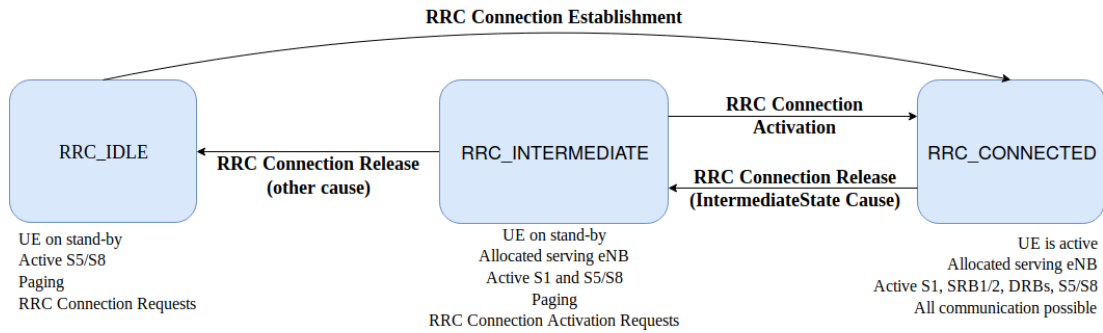 RRC Connection Establishment
RRC_IDLE
RRC Connection Release
(other cause)
RRC_INTERMEDIATE
RRC Connection
Activation
RRC Connection Release
(IntermediateState Cause)
RRC_CONNECTED
UE on stand-by
Active S5/S8
Paging
RRC Connection Requests
UE on stand-by
Allocated serving eNB
Active S1 and S5/S8
Paging
RRC Connection Activation Requests
UE is active
Allocated serving eNB
Active S1, SRB1/2, DRBs, S5/S8
All communication possible